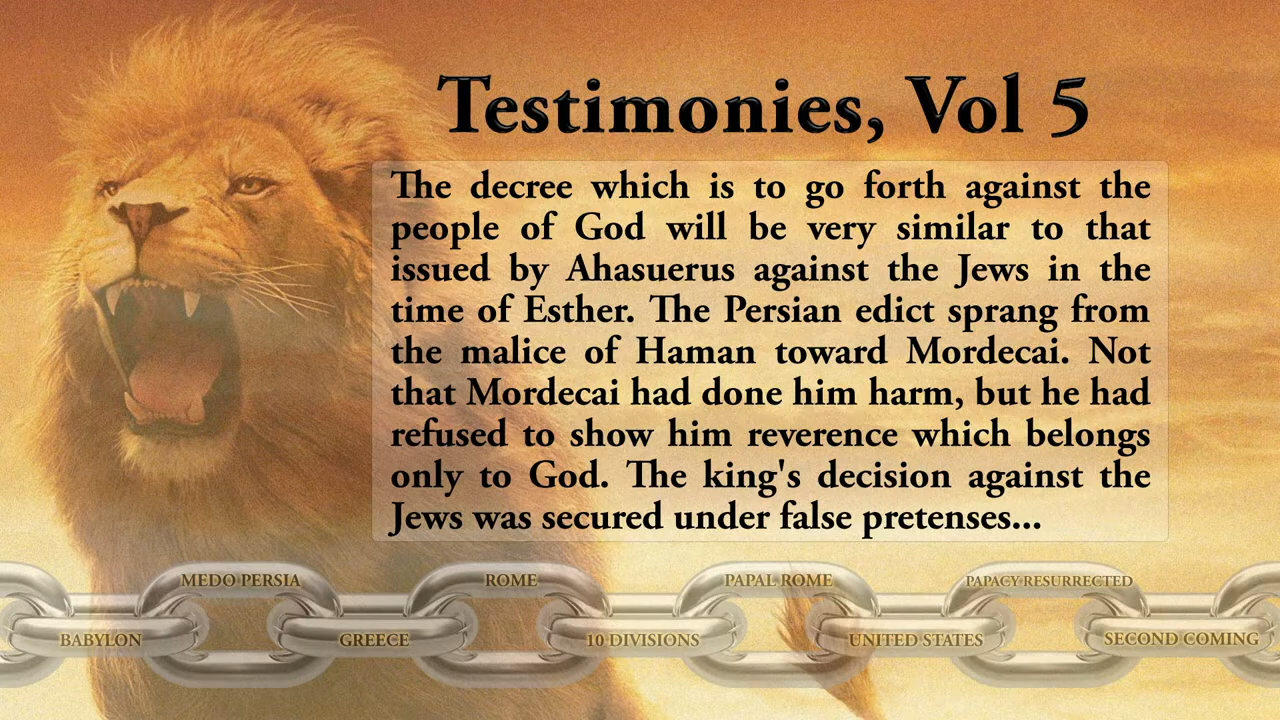 Testimonies, Vol 5
The decree which is to go forth against the
people of God will be very similar to that
issued by Ahasuerus against the Jews in the
time of Esther. The Persian edict sprang from
the malice of Haman toward Mordecai. Not
that Mordecai had done him harm, but he had
refused to show him reverence which belongs
only to God. The king's decision against the
Jews was secured under false pretenses...
MEDO PERSIA ROME PAPAL ROME PAPACY RESURRECTED
BABYLON GREECE 10 DIVISIONS UNITED STATES SECOND COMING